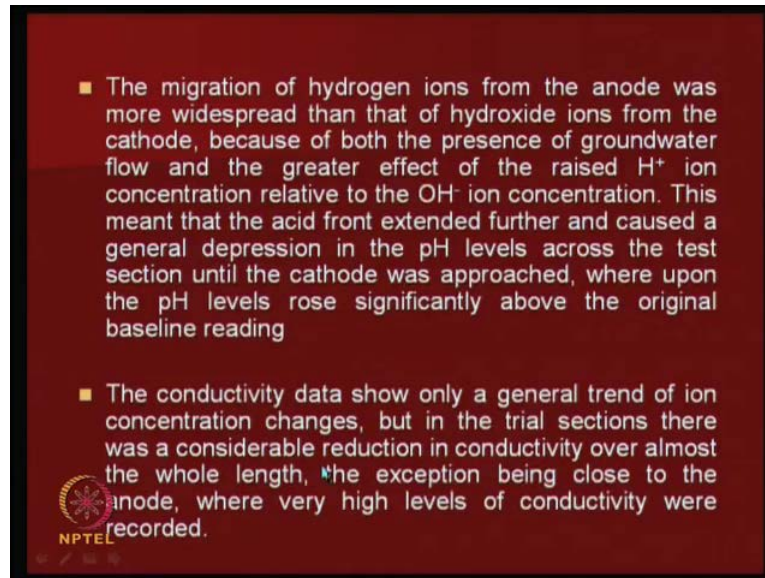 The migration of hydrogen ions from the anode was
more widespread than that of hydroxide ions from the
cathode, because of both the presence of groundwater
flow and the greater effect of the raised H⁺ ion
concentration relative to the OH⁻ ion concentration. This
meant that the acid front extended further and caused a
general depression in the pH levels across the test
section until the cathode was approached, where upon
the pH levels rose significantly above the original
baseline reading
The conductivity data show only a general trend of ion
concentration changes, but in the trial sections there
was a considerable reduction in conductivity over almost
the whole length, the exception being close to the
anode, where very high levels of conductivity were
recorded.
NPTEL